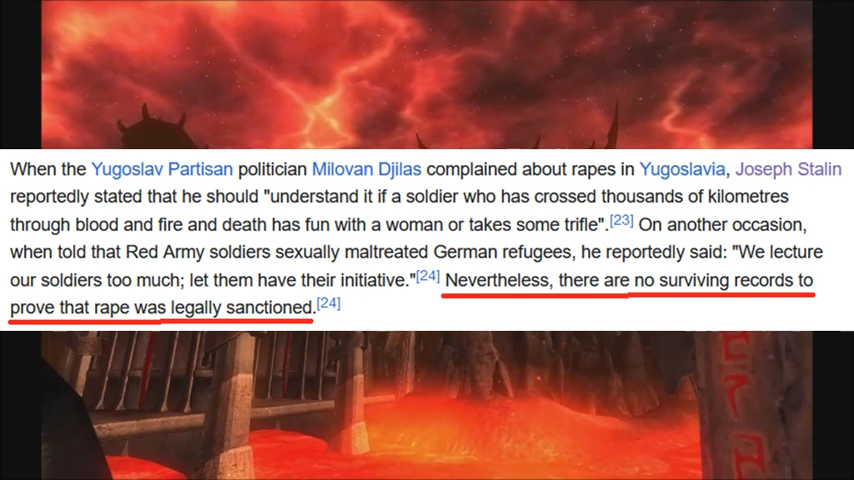 When the Yugoslav Partisan politician Milovan Djilas complained about rapes in Yugoslavia, Joseph Stalin
reportedly stated that he should "understand it if a soldier who has crossed thousands of kilometres
through blood and fire and death has fun with a woman or takes some trifle".[23] On another occasion,
when told that Red Army soldiers sexually maltreated German refugees, he reportedly said: "We lecture
our soldiers too much; let them have their initiative."[24] Nevertheless, there are no surviving records to
prove that rape was legally sanctioned.[24]